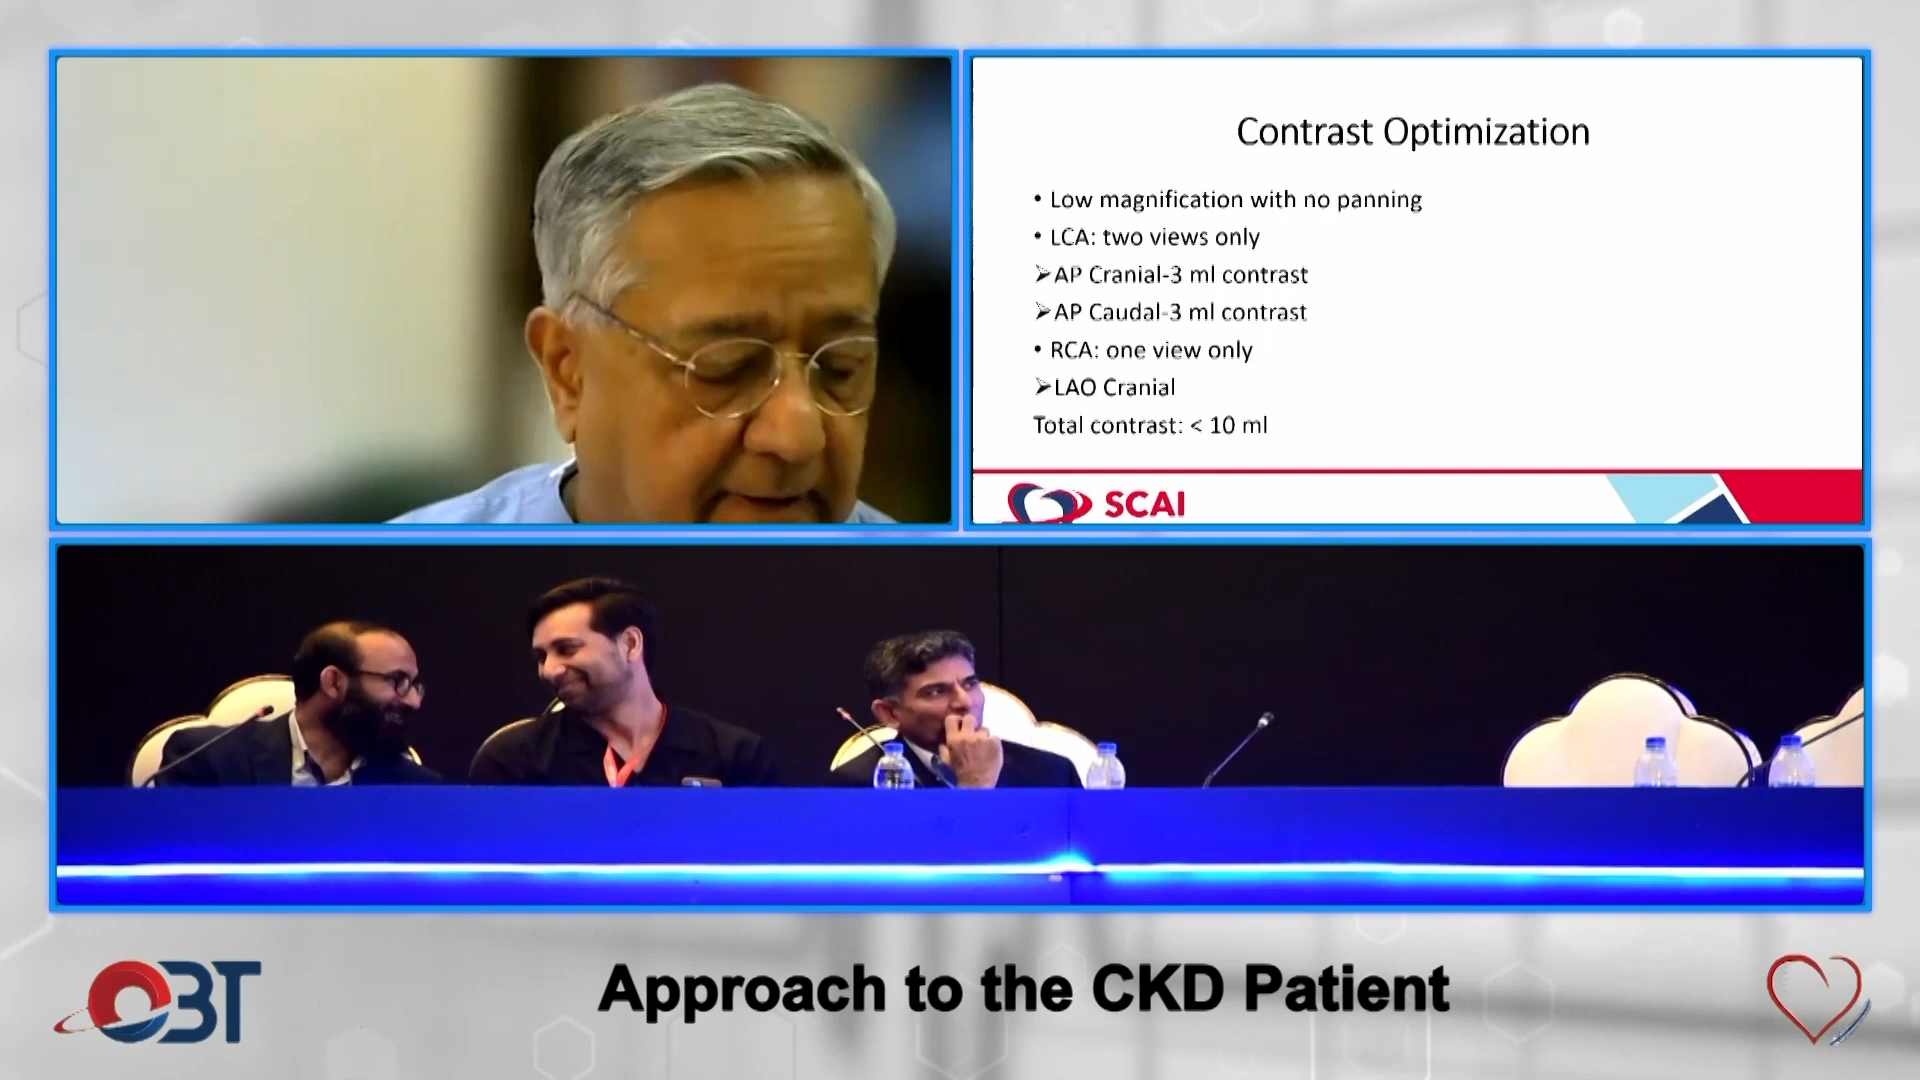 Contrast Optimization
• Low magnification with no panning
• LCA: two views only
➢AP Cranial-3 ml contrast
➢AP Caudal-3 ml contrast
• RCA: one view only
➢LAO Cranial
Total contrast: < 10 ml
SCAI
OBT
Approach to the CKD Patient